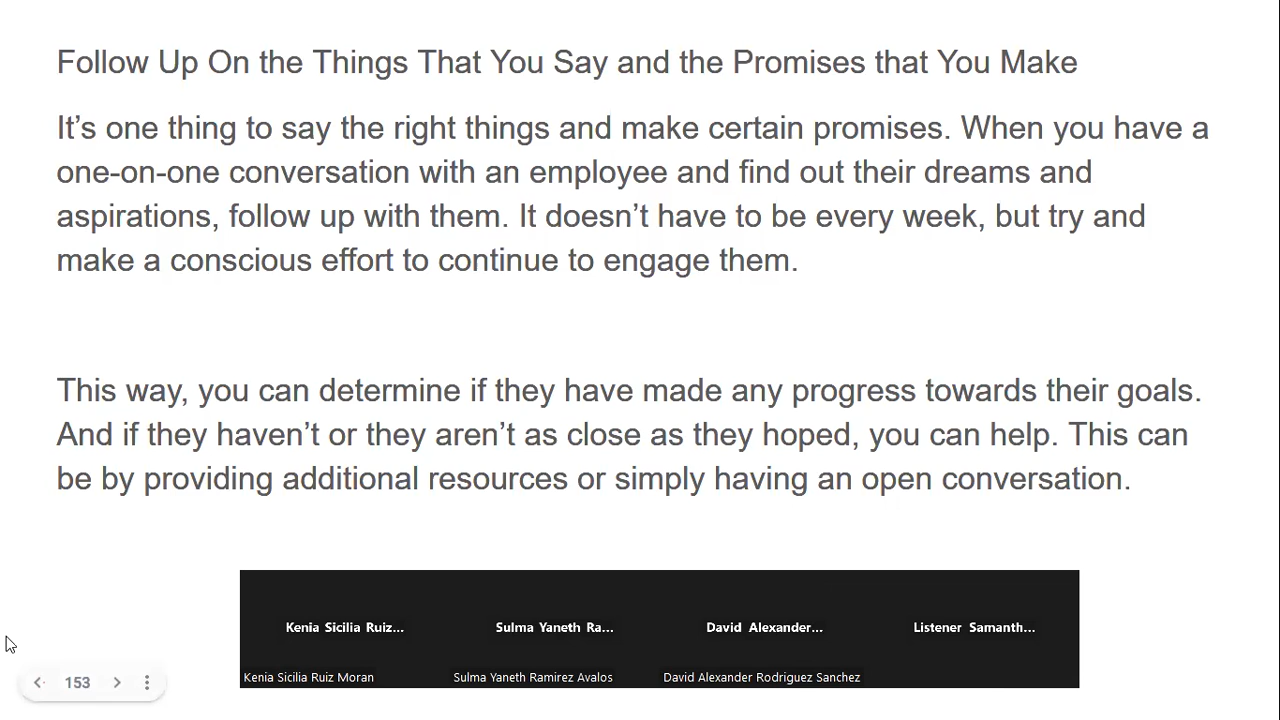 Follow Up On the Things That You Say and the Promises that You Make
It’s one thing to say the right things and make certain promises. When you have a
one-on-one conversation with an employee and find out their dreams and
aspirations, follow up with them. It doesn’t have to be every week, but try and
make a conscious effort to continue to engage them.
This way, you can determine if they have made any progress towards their goals.
And if they haven’t or they aren’t as close as they hoped, you can help. This can
be by providing additional resources or simply having an open conversation.
Kenia Sicilia Ruiz... Sulma Yaneth Ra... David Alexander... Listener Samanth...
Kenia Sicilia Ruiz Moran Sulma Yaneth Ramirez Avalos David Alexander Rodriguez Sanchez
153